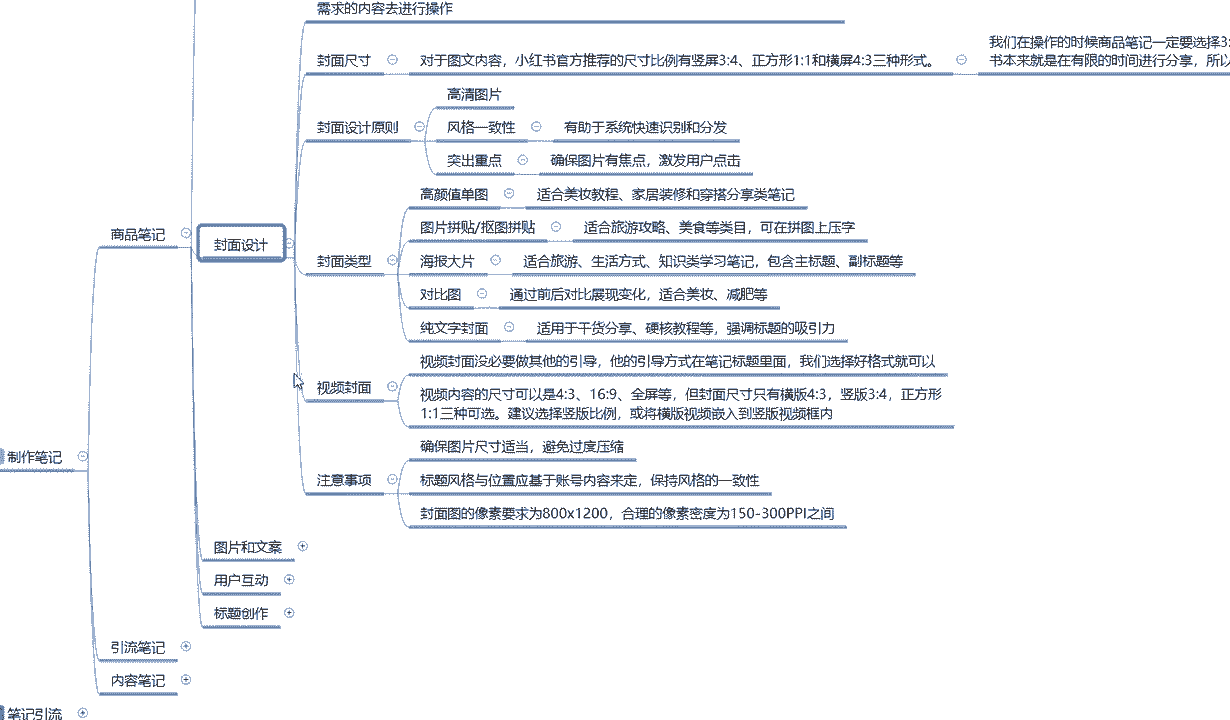 需求的内容去进行操作
我们在操作的时候商品笔记一定要选择3:
封面尺寸
对于图文内容，小红书官方推荐的尺寸比例有竖屏3:4、正方形1:1和横屏4:3三种形式。
书本来就是在有限的时间进行分享，所以
高清图片
封面设计原则
风格一致性
有助于系统快速识别和分发
突出重点
确保图片有焦点，激发用户点击
高颜值单图
适合美妆教程、家居装修和穿搭分享类笔记
图片拼贴/抠图拼贴
适合旅游攻略、美食等类目，可在拼图上压字
商品笔记
封面设计
封面类型
海报大片
适合旅游、生活方式、知识类学习笔记，包含主标题、副标题等
对比图
通过前后对比展现变化，适合美妆、减肥等
纯文字封面
适用于干货分享、硬核教程等，强调标题的吸引力
视频封面没必要做其他的引导，他的引导方式在笔记标题里面，我们选择好格式就可以
视频封面
视频内容的尺寸可以是4:3、16:9、全屏等，但封面尺寸只有横版4:3，竖版3:4，正方形
1:1三种可选。建议选择竖版比例，或将横版视频嵌入到竖版视频框内
确保图片尺寸适当，避免过度压缩
制作笔记
注意事项
标题风格与位置应基于账号内容来走，保持风格的一致性
封面图的像素要求为800x1200，合理的像素密度为150-300PPI之间
图片和文案
用户互动
标题创作
引流笔记
内容笔记
笔记引流